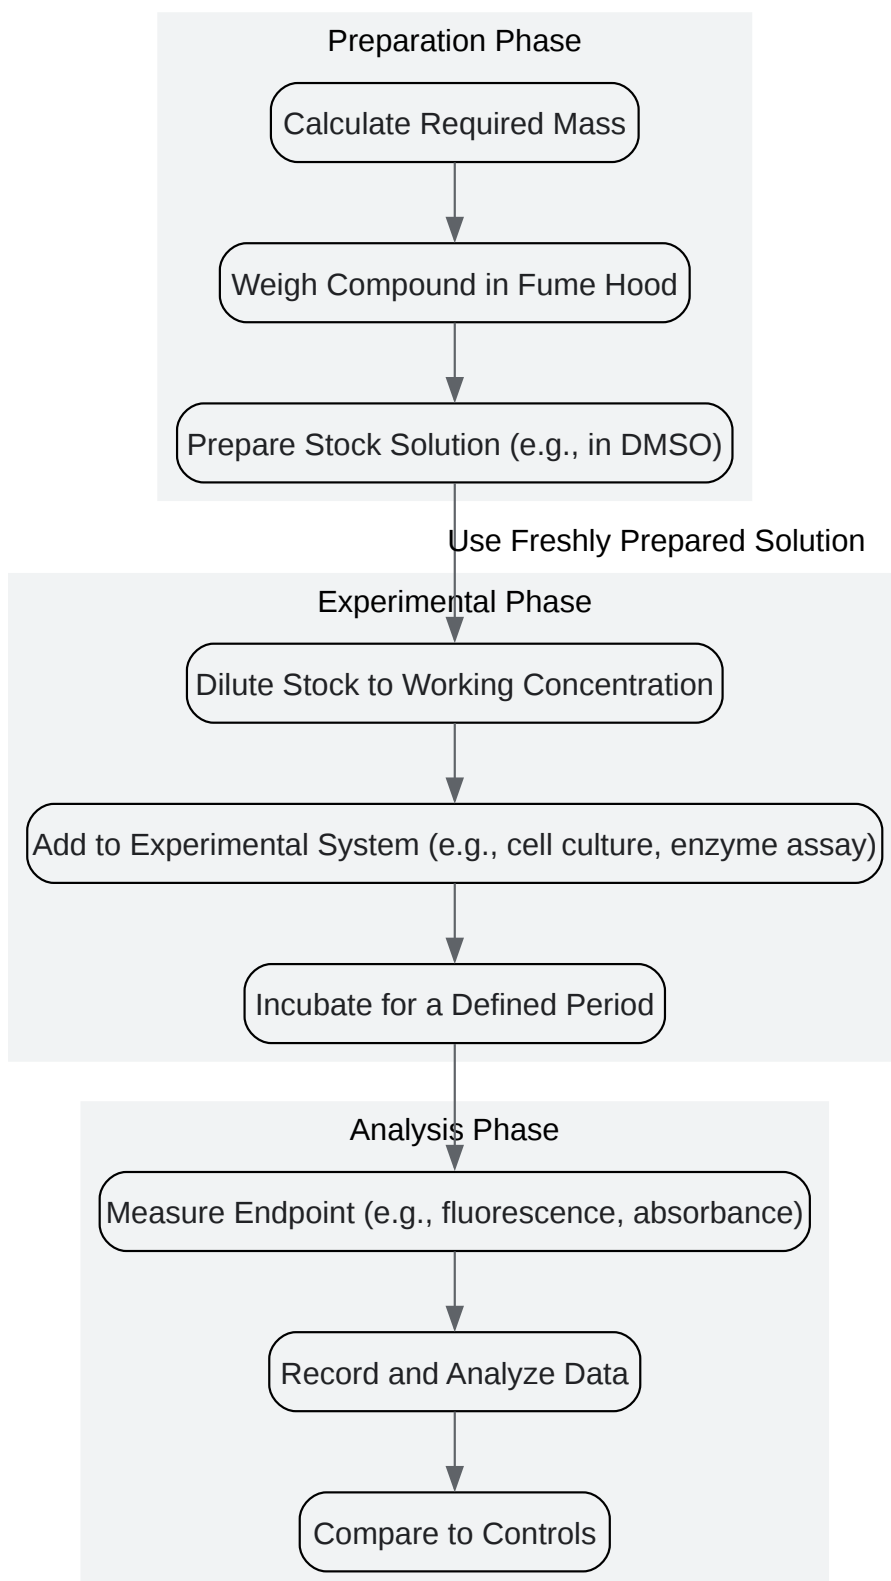 Preparation Phase
Calculate Required Mass
Weigh Compound in Fume Hood
Prepare Stock Solution (e.g., in DMSO)
Use Freshly Prepared Solution
Experimental Phase
Dilute Stock to Working Concentration
Add to Experimental System (e.g., cell culture, enzyme assay)
Incubate for a Defined Period
Analysis Phase
Measure Endpoint (e.g., fluorescence, absorbance)
Record and Analyze Data
Compare to Controls